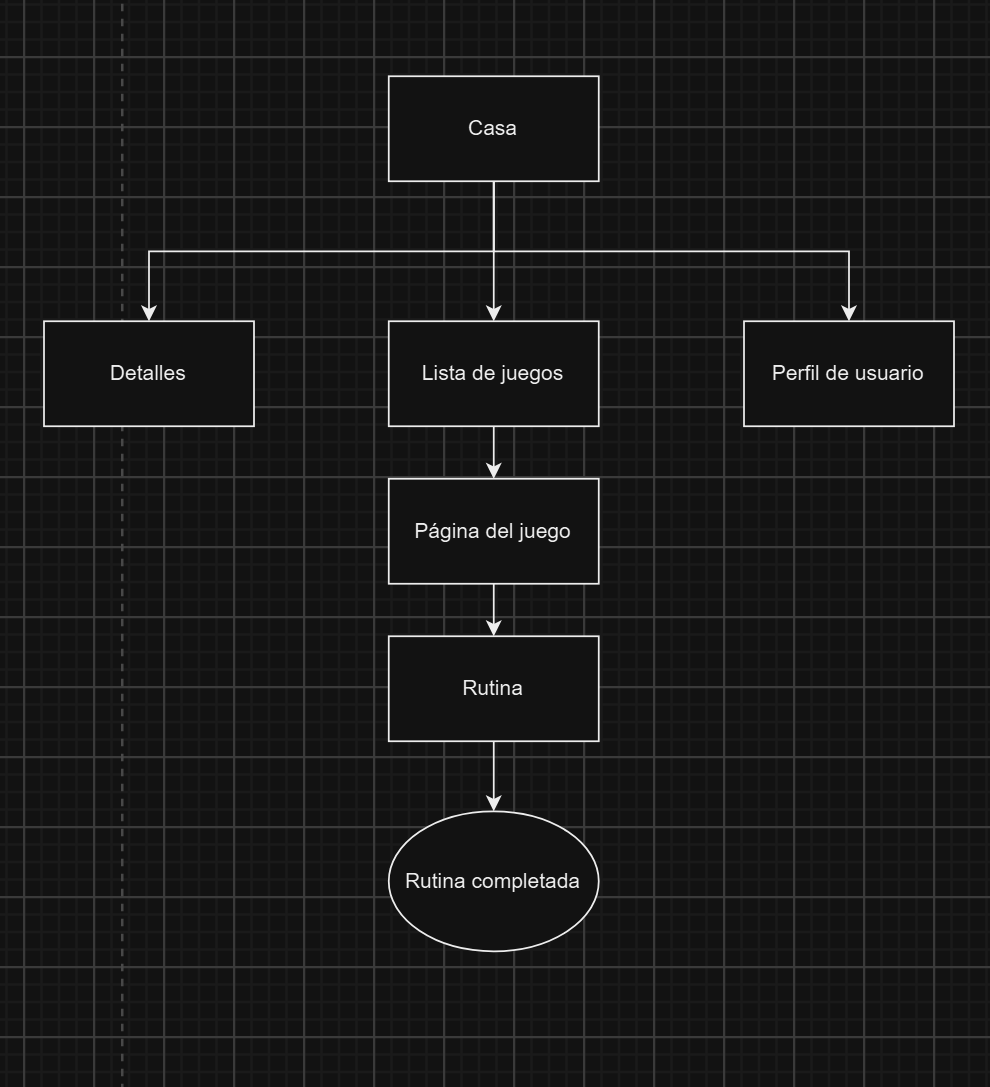 Casa
Detalles
Lista de juegos
Perfil de usuario
Página del juego
Rutina
Rutina completada